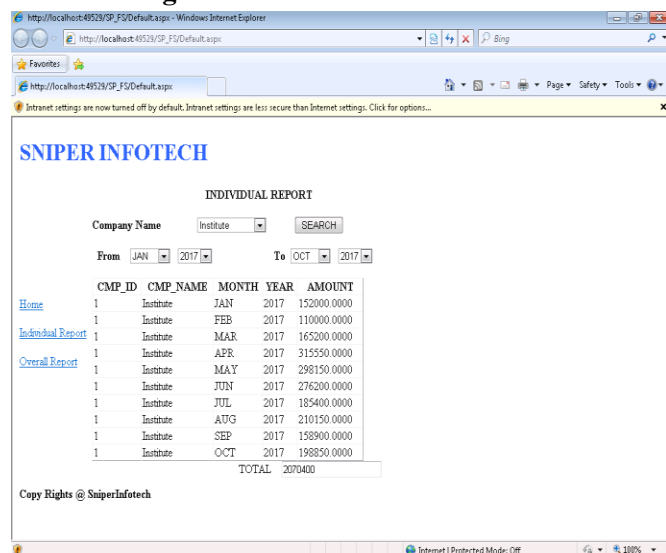 http://localhost:49529/SP_FS/Default.aspx - Windows Internet Explorer
http://localhost:49529/SP_FS/Default.aspx
Bing
Favorites
http://localhost:49529/SP_FS/Default.aspx
Page Safety Tools
Intranet settings are now turned off by default. Intranet settings are less secure than Internet settings. Click for options...
SNIPER INFOTECH
INDIVIDUAL REPORT
Company Name Institute SEARCH
From JAN 2017 To OCT 2017
CMP_ID CMP_NAME MONTH YEAR AMOUNT
1 Institute JAN 2017 152000.0000
1 Institute FEB 2017 110000.0000
1 Institute MAR 2017 165200.0000
1 Institute APR 2017 315550.0000
1 Institute MAY 2017 298150.0000
1 Institute JUN 2017 276200.0000
1 Institute JUL 2017 185400.0000
1 Institute AUG 2017 210150.0000
1 Institute SEP 2017 158900.0000
1 Institute OCT 2017 198850.0000
TOTAL 2070400
Home
Individual Report
Overall Report
Copy Rights @ SniperInfotech
Internet | Protected Mode: Off 100%